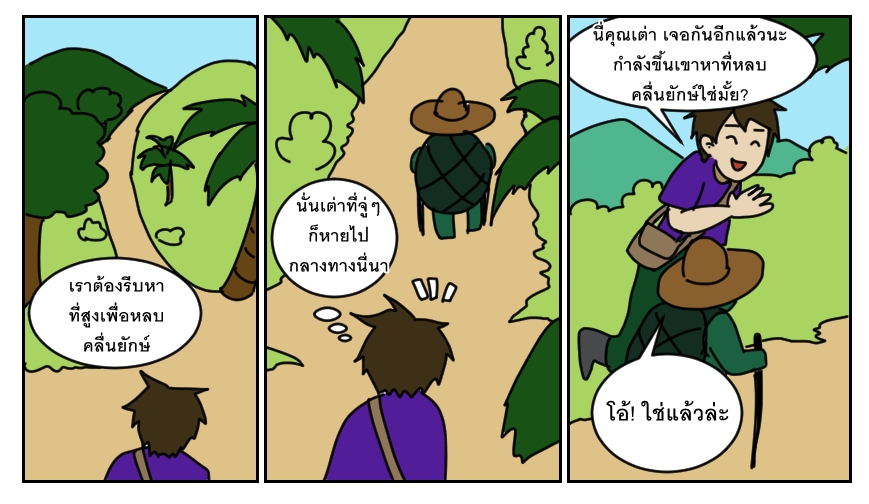 เราต้องรีบหา
ที่สูงเพื่อหลบ
คลื่นยักษ์
นั่นเต่าที่จู่ๆ
ก็หายไป
กลางทางนี่นา
นี่คุณเต่า เจอกันอีกแล้วนะ
กำลังขึ้นเขาหาที่หลบ
คลื่นยักษ์ใช่มั้ย?
โอ้! ใช่แล้วล่ะ